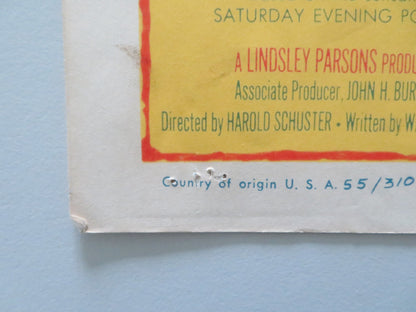 SATURDAY EVENING PO
A LINDSLEY PARSONS PRODU
Associate Producer, JOHN H. BUR
Directed by HAROLD SCHUSTER • Written by W
Country of origin U. S. A. 55/310